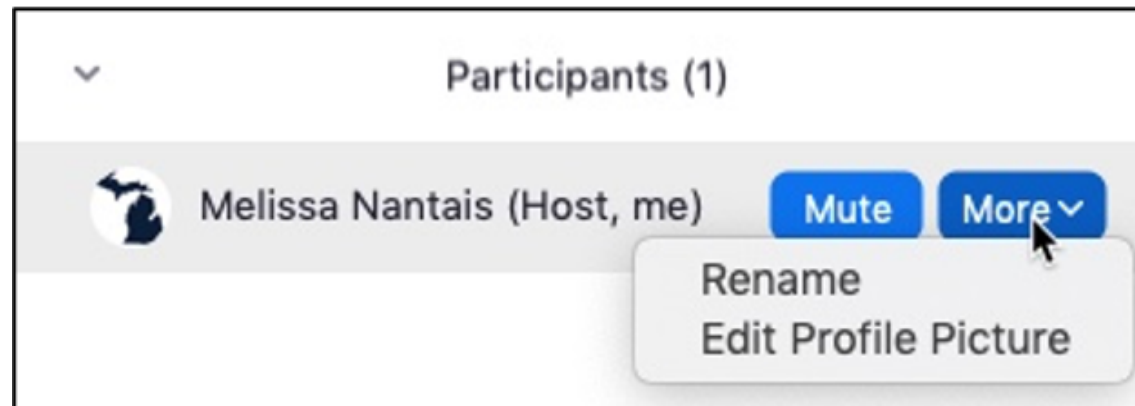 Participants (1)
Melissa Nantais (Host, me) Mute More
Rename
Edit Profile Picture